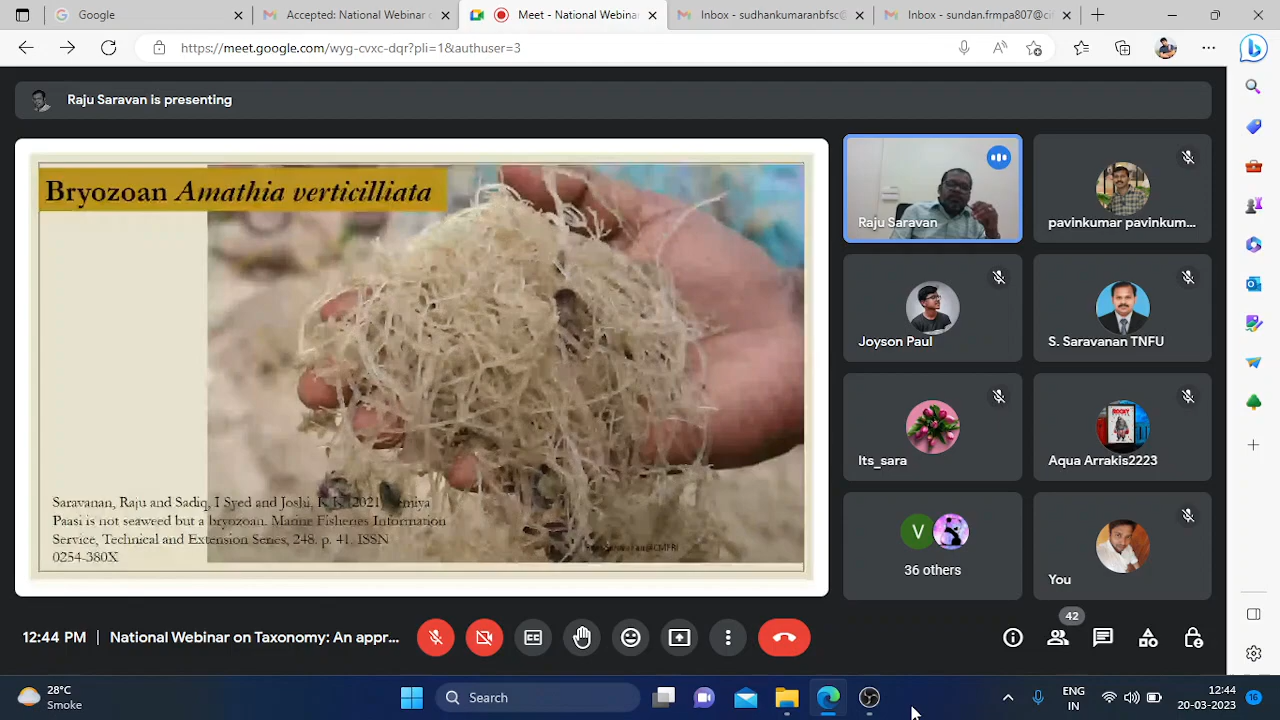 Google
Accepted: National Webinar
Meet - National Webina
Inbox - sudhankumaranbfsc@
Inbox - sundan.frmpa807@c
https://meet.google.com/wyg-cvxc-dqr?pli=1&authuser=3
Raju Saravan is presenting
Bryozoan Amathia verticilliata
Saravanan, Raju and Sadiq, I Syed and Joshi, K K 2021
Paasi is not seaweed but a bryozoan. Marine Fisheries Information
Service, Technical and Extension Series, 248. p. 41. ISSN
0254-380X
Raju Saravan
pavinkumar pavinkum...
Joyson Paul
S. Saravanan TNFU
Its_sara
Aqua Arrakis2223
V
36 others
You
12:44 PM | National Webinar on Taxonomy: An appr...
42
28°C
Smoke
Search
ENG
IN
12:44
20-03-2023
16